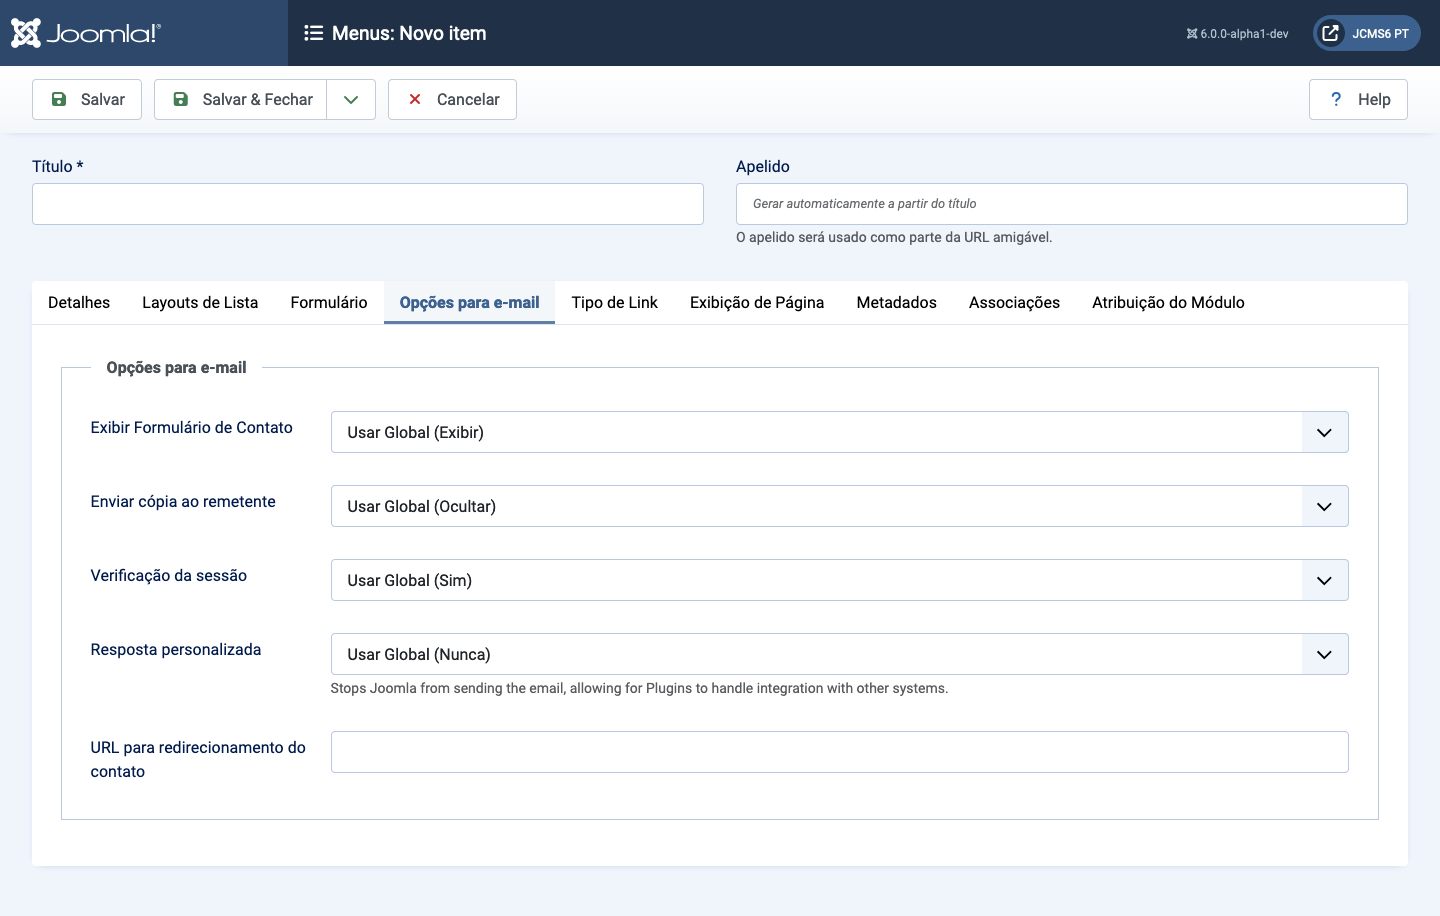 Joomla!®
Menus: Novo item
6.0.0-alpha1-dev
JCMS6 PT
Salvar
Salvar & Fechar
Cancelar
? Help
Título *
Apelido
Gerar automaticamente a partir do título
O apelido será usado como parte da URL amigável.
Detalhes Layouts de Lista Formulário Opções para e-mail Tipo de Link Exibição de Página Metadados Associações Atribuição do Módulo
Opções para e-mail
Exibir Formulário de Contato
Usar Global (Exibir)
Enviar cópia ao remetente
Usar Global (Ocultar)
Verificação da sessão
Usar Global (Sim)
Resposta personalizada
Usar Global (Nunca)
Stops Joomla from sending the email, allowing for Plugins to handle integration with other systems.
URL para redirecionamento do
contato